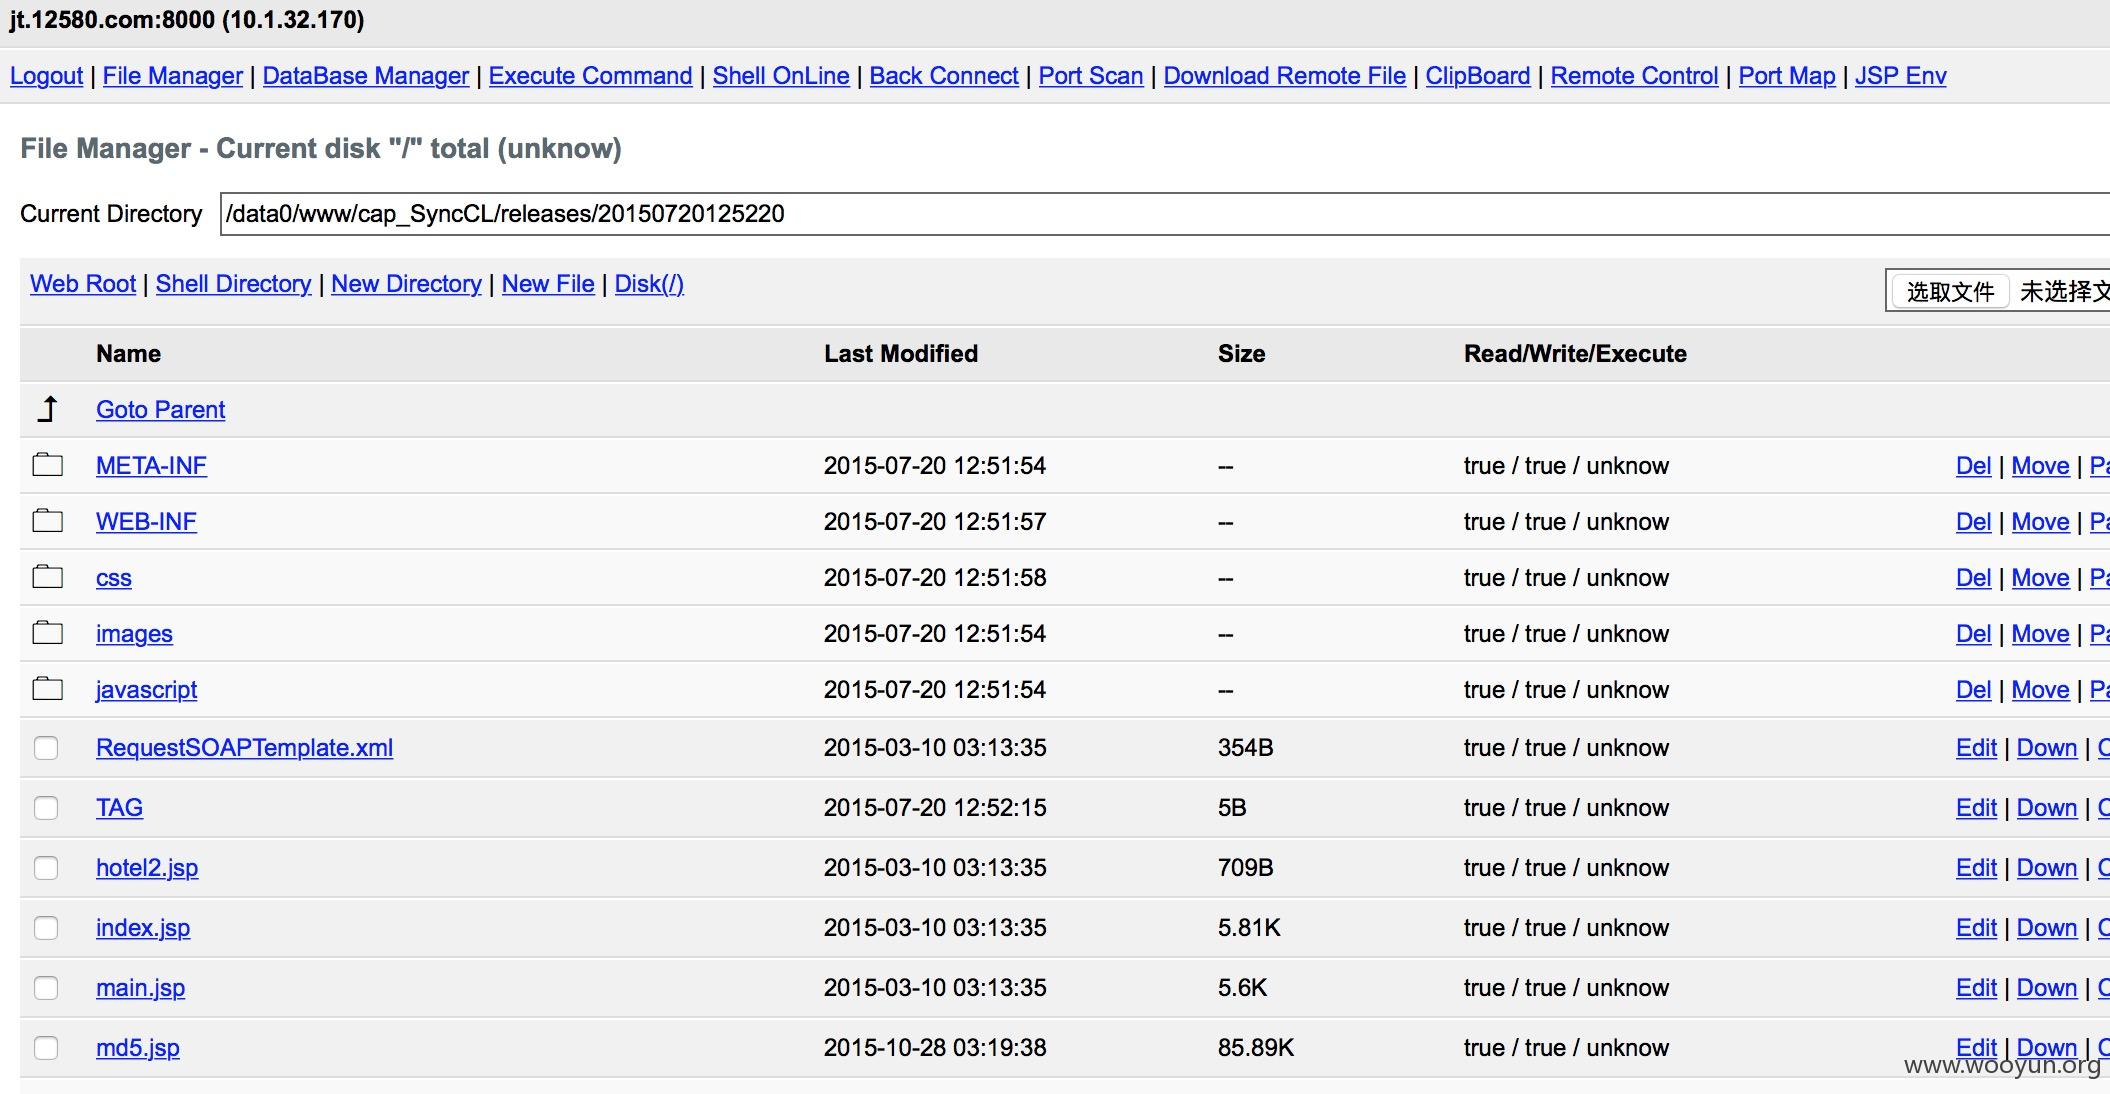 jt.12580.com:8000 (10.1.32.170)
Logout | File Manager | DataBase Manager | Execute Command | Shell OnLine | Back Connect | Port Scan | Download Remote File | ClipBoard | Remote Control | Port Map | JSP Env
File Manager - Current disk "/" total (unknow)
Current Directory /data0/www/cap_SyncCL/releases/20150720125220
Web Root | Shell Directory | New Directory | New File | Disk(/) 选取文件 未选择文
Name Last Modified Size Read/Write/Execute
Goto Parent
META-INF 2015-07-20 12:51:54 -- true / true / unknow Del | Move | Pa
WEB-INF 2015-07-20 12:51:57 -- true / true / unknow Del | Move | Pa
css 2015-07-20 12:51:58 -- true / true / unknow Del | Move | Pa
images 2015-07-20 12:51:54 -- true / true / unknow Del | Move | Pa
javascript 2015-07-20 12:51:54 -- true / true / unknow Del | Move | Pa
RequestSOAPTemplate.xml 2015-03-10 03:13:35 354B true / true / unknow Edit | Down | C
TAG 2015-07-20 12:52:15 5B true / true / unknow Edit | Down | C
hotel2.jsp 2015-03-10 03:13:35 709B true / true / unknow Edit | Down | C
index.jsp 2015-03-10 03:13:35 5.81K true / true / unknow Edit | Down | C
main.jsp 2015-03-10 03:13:35 5.6K true / true / unknow Edit | Down | C
md5.jsp 2015-10-28 03:19:38 85.89K true / true / unknow Edit | Down | C
www.wooyun.org